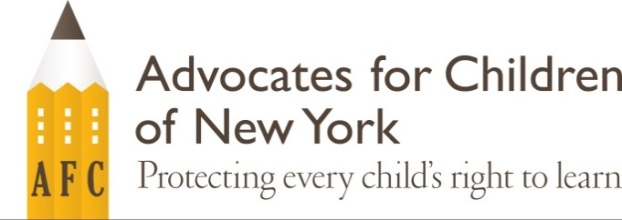 Advocates for Children
of New York
Protecting every child's right to learn
AFC